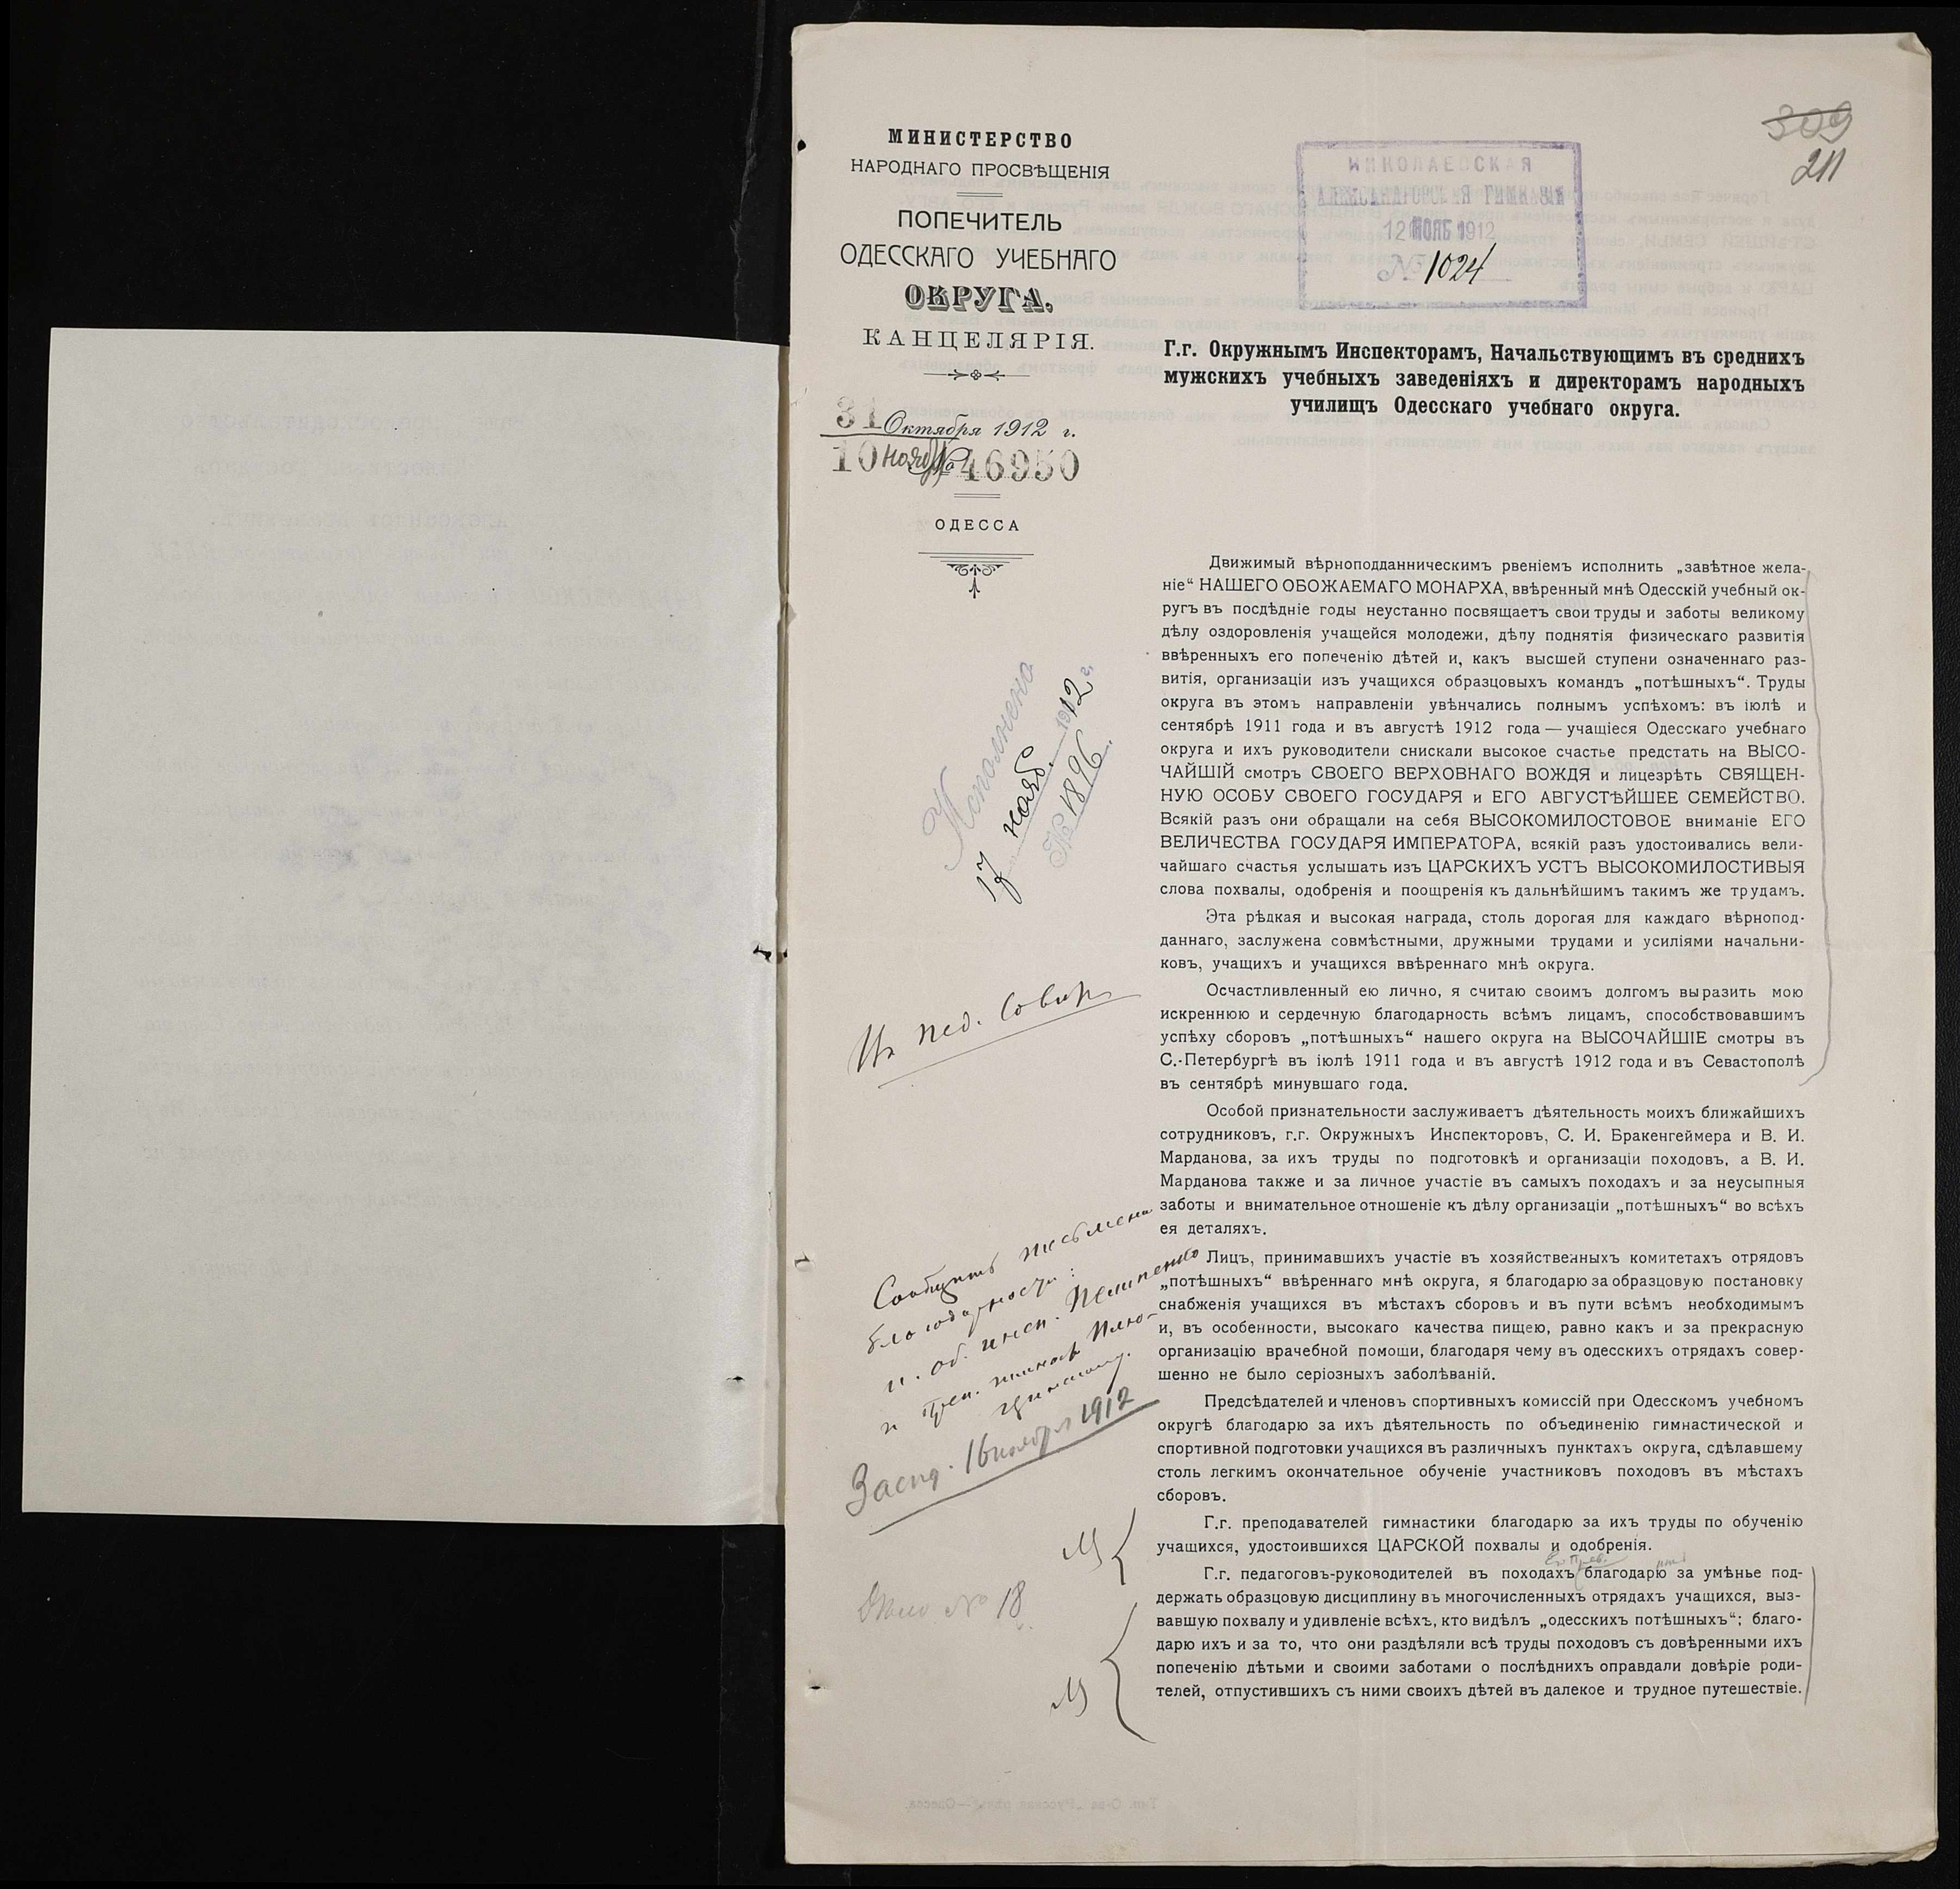 309
211
МИНИСТЕРСТВО
НАРОДНАГО ПРОСВѢЩЕНІЯ
ПОПЕЧИТЕЛЬ
ОДЕССКАГО УЧЕБНАГО
ОКРУГА,
КАНЦЕЛЯРІЯ.
31 Октября 1912 г.
10 Нояб. № 46950
ОДЕССА
НИКОЛАЕВСКАЯ
АЛЕКСАНДРОВСКАЯ ГИМНАЗІЯ
12 НОЯБ 1912
№ 1024
Г.г. Окружнымъ Инспекторамъ, Начальствующимъ въ среднихъ
мужскихъ учебныхъ заведеніяхъ и директорамъ народныхъ
училищъ Одесскаго учебнаго округа.
Движимый вѣрноподданническимъ рвеніемъ исполнить „завѣтное жела-
ніе“ НАШЕГО ОБОЖАЕМАГО МОНАРХА, ввѣренный мнѣ Одесскій учебный ок-
ругъ въ посдѣдніе годы неустанно посвящаетъ свои труды и заботы великому
дѣлу оздоровленія учащейся молодежи, дѣлу поднятія физическаго развитія
ввѣренныхъ его попеченію дѣтей и, какъ высшей ступени означеннаго раз-
витія, организаціи изъ учащихся образцовыхъ командъ „потѣшныхъ“. Труды
округа въ этомъ направленіи увѣнчались полнымъ успѣхомъ: въ іюлѣ и
сентябрѣ 1911 года и въ августѣ 1912 года — учащіеся Одесскаго учебнаго
округа и ихъ руководители снискали высокое счастье предстать на ВЫСО-
ЧАЙШІЙ смотръ СВОЕГО ВЕРХОВНАГО ВОЖДЯ и лицезрѣть СВЯЩЕН-
НУЮ ОСОБУ СВОЕГО ГОСУДАРЯ и ЕГО АВГУСТѢЙШЕЕ СЕМЕЙСТВО.
Всякій разъ они обращали на себя ВЫСОКОМИЛОСТОВОЕ вниманіе ЕГО
ВЕЛИЧЕСТВА ГОСУДАРЯ ИМПЕРАТОРА, всякій разъ удостоивались вели-
чайшаго счастья услышать изъ ЦАРСКИХЪ УСТЪ ВЫСОКОМИЛОСТИВЫЯ
слова похвалы, одобренія и поощренія къ дальнѣйшимъ такимъ же трудамъ.
Эта рѣдкая и высокая награда, столь дорогая для каждаго вѣрнопод-
даннаго, заслужена совмѣстными, дружными трудами и усиліями начальни-
ковъ, учащихъ и учащихся ввѣреннаго мнѣ округа.
Осчастливленный ею лично, я считаю своимъ долгомъ выразить мою
искреннюю и сердечную благодарность всѣмъ лицамъ, способствовавшимъ
успѣху сборовъ „потѣшныхъ“ нашего округа на ВЫСОЧАЙШІЕ смотры въ
С.-Петербургѣ въ іюлѣ 1911 года и въ августѣ 1912 года и въ Севастополѣ
въ сентябрѣ минувшаго года.
Особой признательности заслуживаетъ дѣятельность моихъ ближайшихъ
сотрудниковъ, г.г. Окружныхъ Инспекторовъ, С. И. Бракенгеймера и В. И.
Марданова, за ихъ труды по подготовкѣ и организаціи походовъ, а В. И.
Марданова также и за личное участіе въ самыхъ походахъ и за неусыпныя
заботы и внимательное отношеніе къ дѣлу организаціи „потѣшныхъ“ во всѣхъ
ея деталяхъ.
Лицъ, принимавшихъ участіе въ хозяйственныхъ комитетахъ отрядовъ
„потѣшныхъ“ ввѣреннаго мнѣ округа, я благодарю за образцовую постановку
снабженія учащихся въ мѣстахъ сборовъ и въ пути всѣмъ необходимымъ
и, въ особенности, высокаго качества пищею, равно какъ и за прекрасную
организацію врачебной помощи, благодаря чему въ одесскихъ отрядахъ совер-
шенно не было серіозныхъ заболѣваній.
Предсѣдателей и членовъ спортивныхъ комиссій при Одесскомъ учебномъ
округѣ благодарю за ихъ дѣятельность по объединенію гимнастической и
спортивной подготовки учащихся въ различныхъ пунктахъ округа, сдѣлавшему
столь легкимъ окончательное обученіе участниковъ походовъ въ мѣстахъ
сборовъ.
Г.г. преподавателей гимнастики благодарю за ихъ труды по обученію
учащихся, удостоившихся ЦАРСКОЙ похвалы и одобренія.
Г.г. педагоговъ-руководителей въ походахъ благодарю за умѣнье под-
держать образцовую дисциплину въ многочисленныхъ отрядахъ учащихся, выз-
вавшую похвалу и удивленіе всѣхъ, кто видѣлъ „одесскихъ потѣшныхъ“; благо-
дарю ихъ и за то, что они раздѣляли всѣ труды походовъ съ довѣренными ихъ
попеченію дѣтьми и своими заботами о послѣднихъ оправдали довѣріе роди-
телей, отпустившихъ съ ними своихъ дѣтей въ далекое и трудное путешествіе.
Исполнено
17 нояб. 1912 г.
№ 1896.
Въ пед. Совѣтъ
Сообщить письменно
благодарность:
и. об. инсп. Пелипенко
и преп. гимнаст. Плю-
щинскому.
Засѣд. 16 ноября 1912
Дѣло № 18